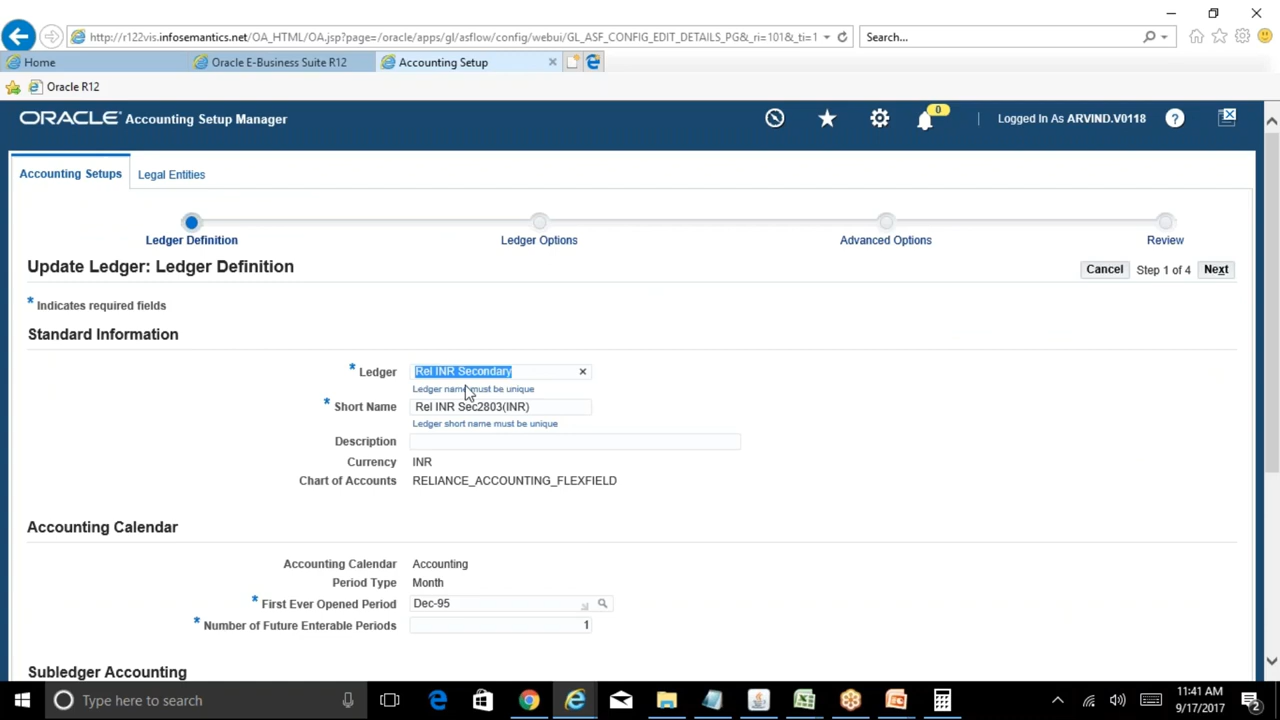 http://r122vis.infosemantics.net/OA_HTML/OA.jsp?page=/oracle/apps/gl/asflow/config/webui/GL_ASF_CONFIG_EDIT_DETAILS_PG&_ri=101&_ti=1
Search...
Home
Oracle E-Business Suite R12
Accounting Setup
Oracle R12
ORACLE Accounting Setup Manager
0
Logged In As ARVIND.V0118
Accounting Setups
Legal Entities
Ledger Definition
Ledger Options
Advanced Options
Review
Update Ledger: Ledger Definition
Cancel
Step 1 of 4
Next
* Indicates required fields
Standard Information
* Ledger
Rel INR Secondary
Ledger name must be unique
* Short Name
Rel INR Sec2803(INR)
Ledger short name must be unique
Description
Currency
INR
Chart of Accounts
RELIANCE_ACCOUNTING_FLEXFIELD
Accounting Calendar
Accounting Calendar
Accounting
Period Type
Month
* First Ever Opened Period
Dec-95
* Number of Future Enterable Periods
1
Subledger Accounting
Type here to search
11:41 AM
9/17/2017
2